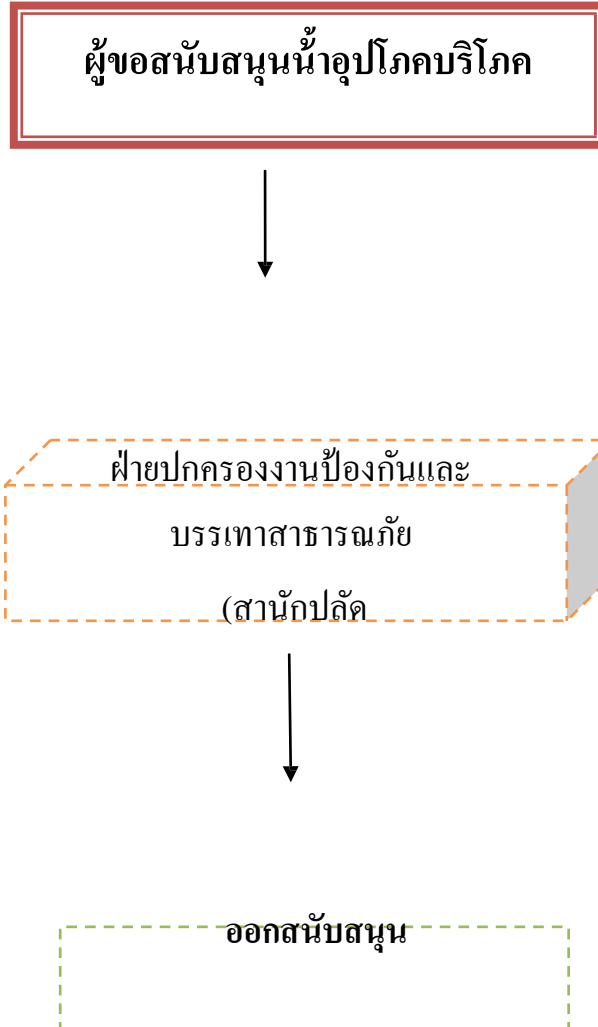 ผู้ขอสนับสนุนน้ำอุปโภคบริโภค
ฝ่ายปกครองงานป้องกันและ
บรรเทาสาธารณภัย
(สานักปลัด
ออกสนับสนุน